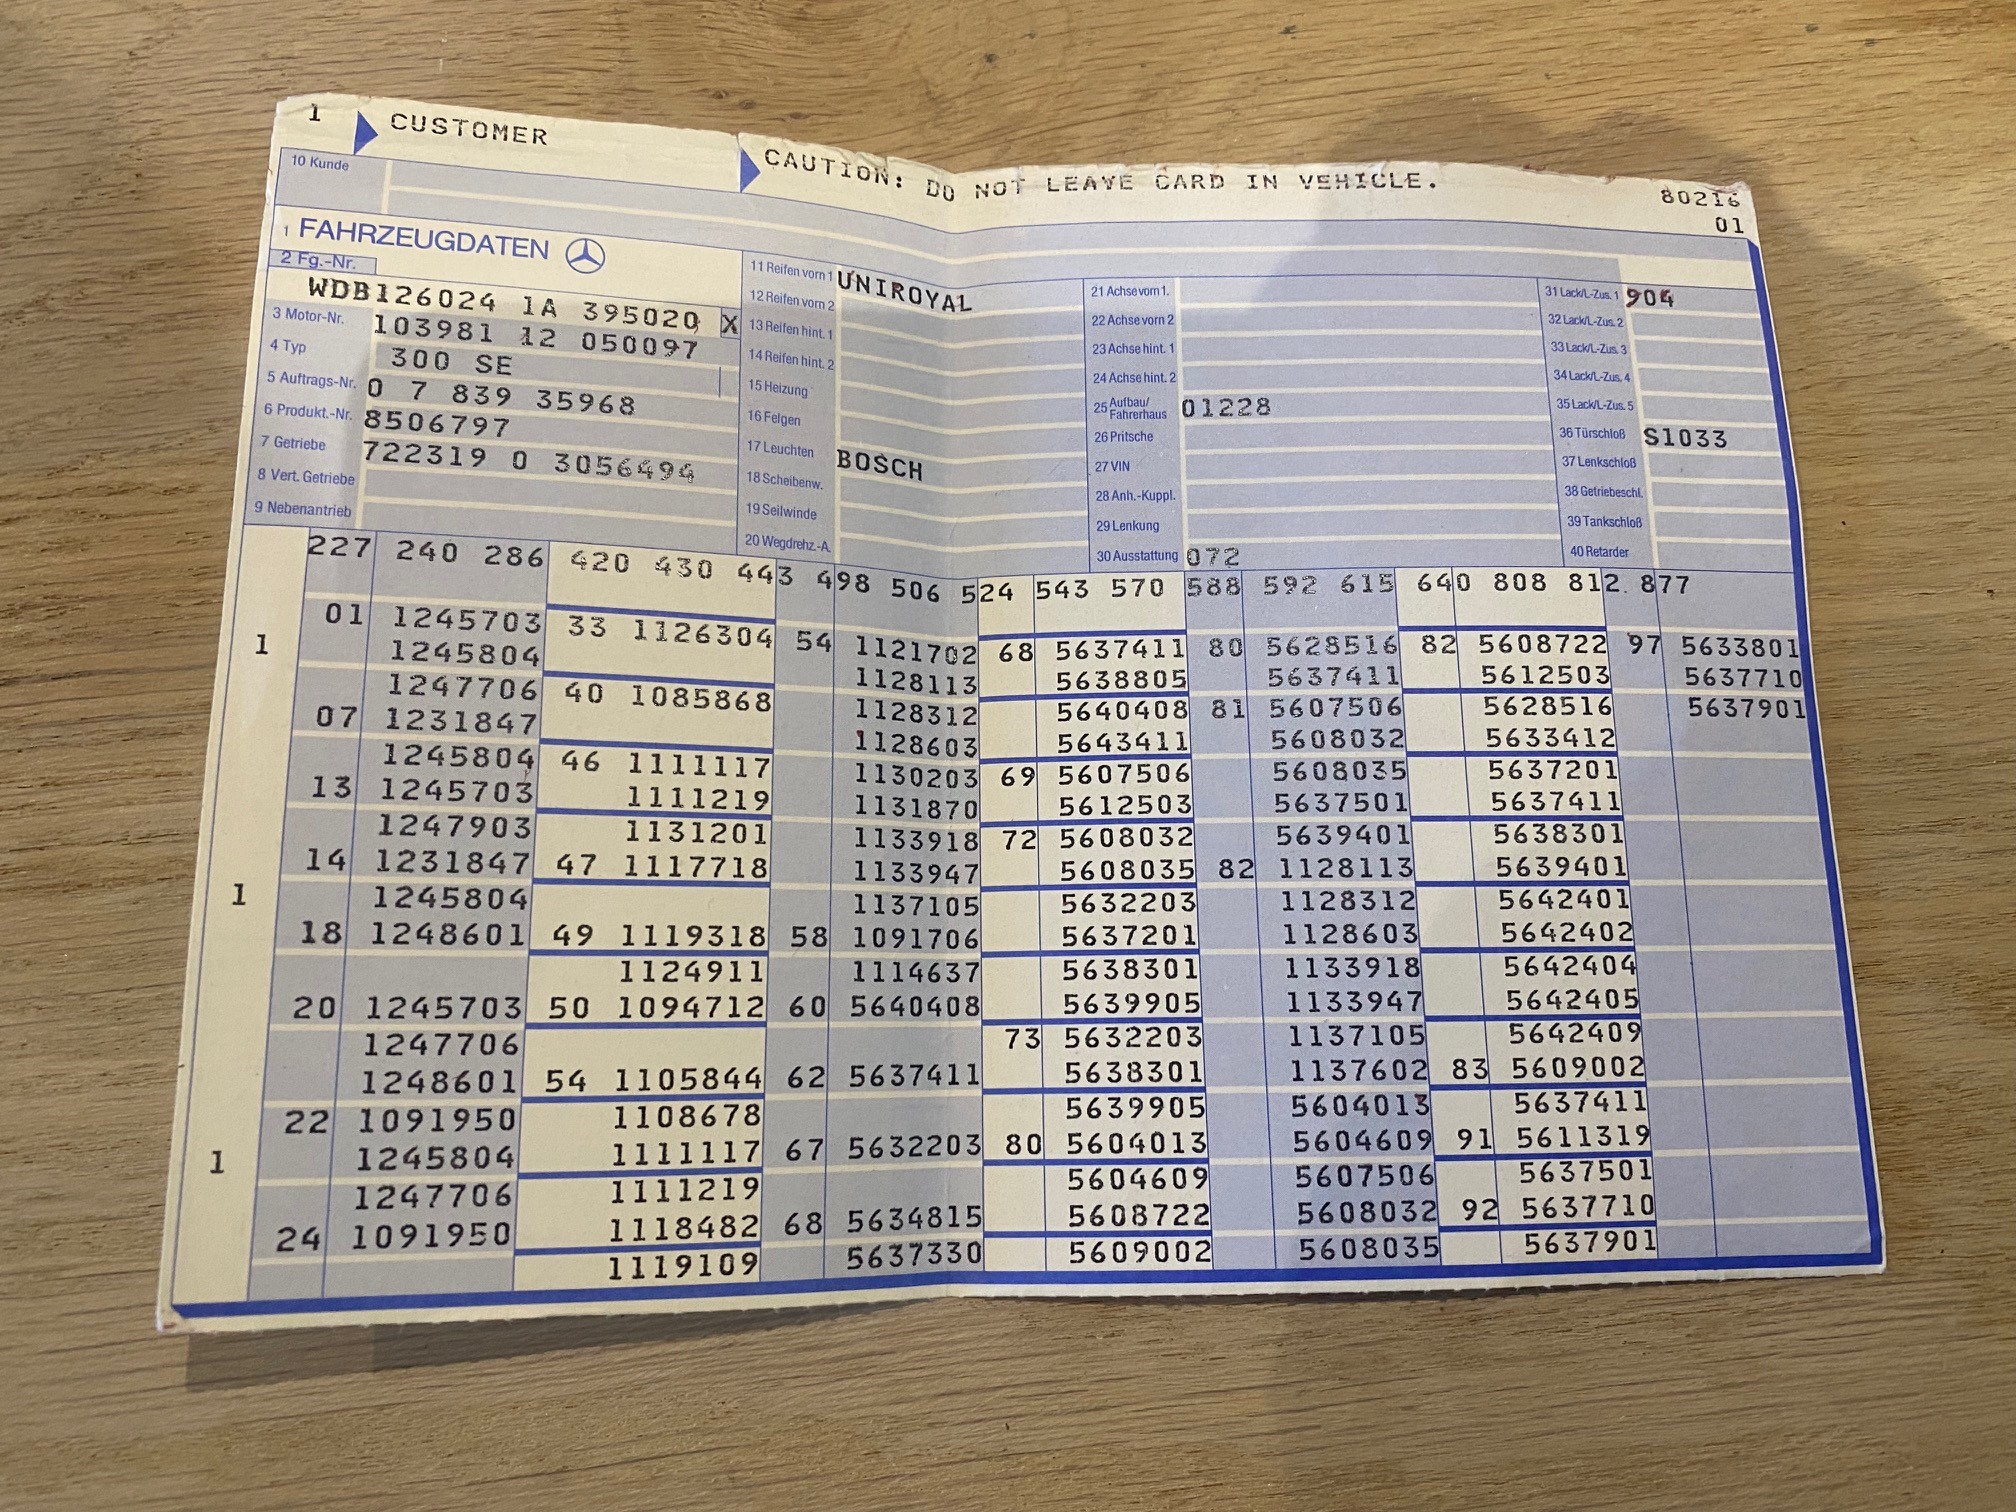 1 CUSTOMER CAUTION: DO NOT LEAVE CARD IN VEHICLE. 80216
01
10 Kunde
1 FAHRZEUGDATEN
2 Fg.-Nr.
WDB126024 1A 395020 X
3 Motor-Nr. 103981 12 050097
4 Typ 300 SE
5 Auftrags-Nr. 0 7 839 35968
6 Produkt.-Nr. 8506797
7 Getriebe 722319 0 3056494
8 Vert. Getriebe
9 Nebenantrieb
11 Reifen vorn 1 UNIROYAL
12 Reifen vorn 2
13 Reifen hint. 1
14 Reifen hint. 2
15 Heizung
16 Felgen
17 Leuchten BOSCH
18 Scheibenw.
19 Seilwinde
20 Wegdrehz.-A.
21 Achse vorn 1.
22 Achse vorn 2
23 Achse hint. 1
24 Achse hint. 2
25 Aufbau/Fahrerhaus 01228
26 Pritsche
27 VIN
28 Anh.-Kuppl.
29 Lenkung
30 Ausstattung 072
31 Lack/L-Zus. 1 904
32 Lack/L-Zus. 2
33 Lack/L-Zus. 3
34 Lack/L-Zus. 4
35 Lack/L-Zus. 5
36 Türschloß S1033
37 Lenkschloß
38 Getriebeschl.
39 Tankschloß
40 Retarder
227 240 286 420 430 443 498 506 524 543 570 588 592 615 640 808 812 877
1 01 1245703 33 1126304 54 1121702 68 5637411 80 5628516 82 5608722 97 5633801
1245804 1128113 5638805 5637411 5612503 5637710
1247706 40 1085868 1128312 5640408 81 5607506 5628516 5637901
07 1231847 1128603 5643411 5608032 5633412
1245804 46 1111117 1130203 69 5607506 5608035 5637201
13 1245703 1111219 1131870 5612503 5637501 5637411
1247903 1131201 1133918 72 5608032 5639401 5638301
14 1231847 47 1117718 1133947 5608035 82 1128113 5639401
1 1245804 1137105 5632203 1128312 5642401
18 1248601 49 1119318 58 1091706 5637201 1128603 5642402
1124911 1114637 5638301 1133918 5642404
20 1245703 50 1094712 60 5640408 5639905 1133947 5642405
1247706 73 5632203 1137105 5642409
1248601 54 1105844 62 5637411 5638301 1137602 83 5609002
22 1091950 1108678 5639905 5604013 5637411
1 1245804 1111117 67 5632203 80 5604013 5604609 91 5611319
1247706 1111219 5604609 5607506 5637501
24 1091950 1118482 68 5634815 5608722 5608032 92 5637710
1119109 5637330 5609002 5608035 5637901